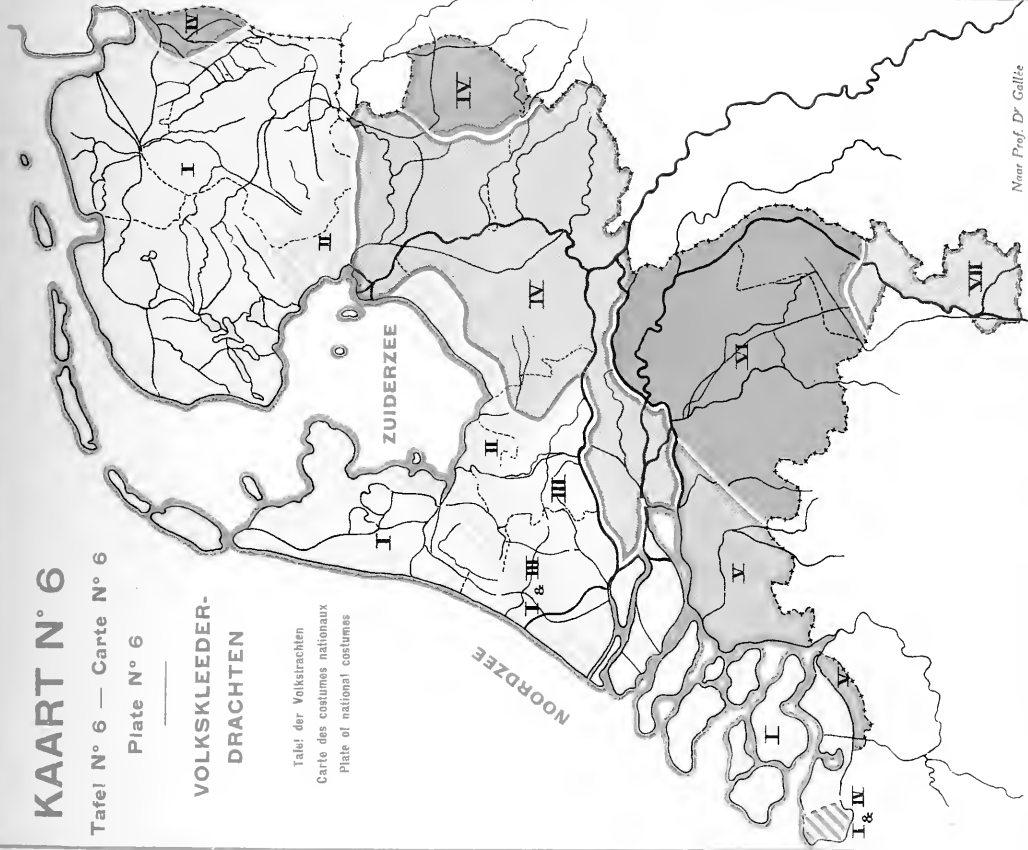 KAART N° 6
Tafel N° 6 — Carte N° 6
Plate N° 6
VOLKSKLEEDER-
DRACHTEN
Tafel der Volkstrachten
Carte des costumes nationaux
Plate of national costumes
NOORDZEE
ZUIDERZEE
IV
I
II
IV
IV
II
III
I
I & III
VI
V
VII
I
V
I & IV
Naar Prof. Dr Gallée